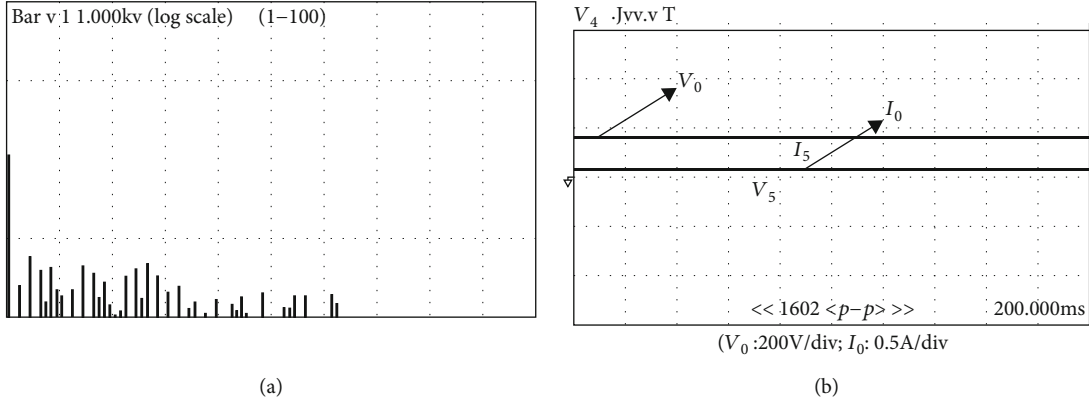 Bar v 1 1.000kv (log scale) (1−100)
(a)
V4 .Jvv.v T
V0
I0
I5
V5
<< 1602 <p−p> >> 200.000ms
(V0 :200V/div; I0: 0.5A/div
(b)